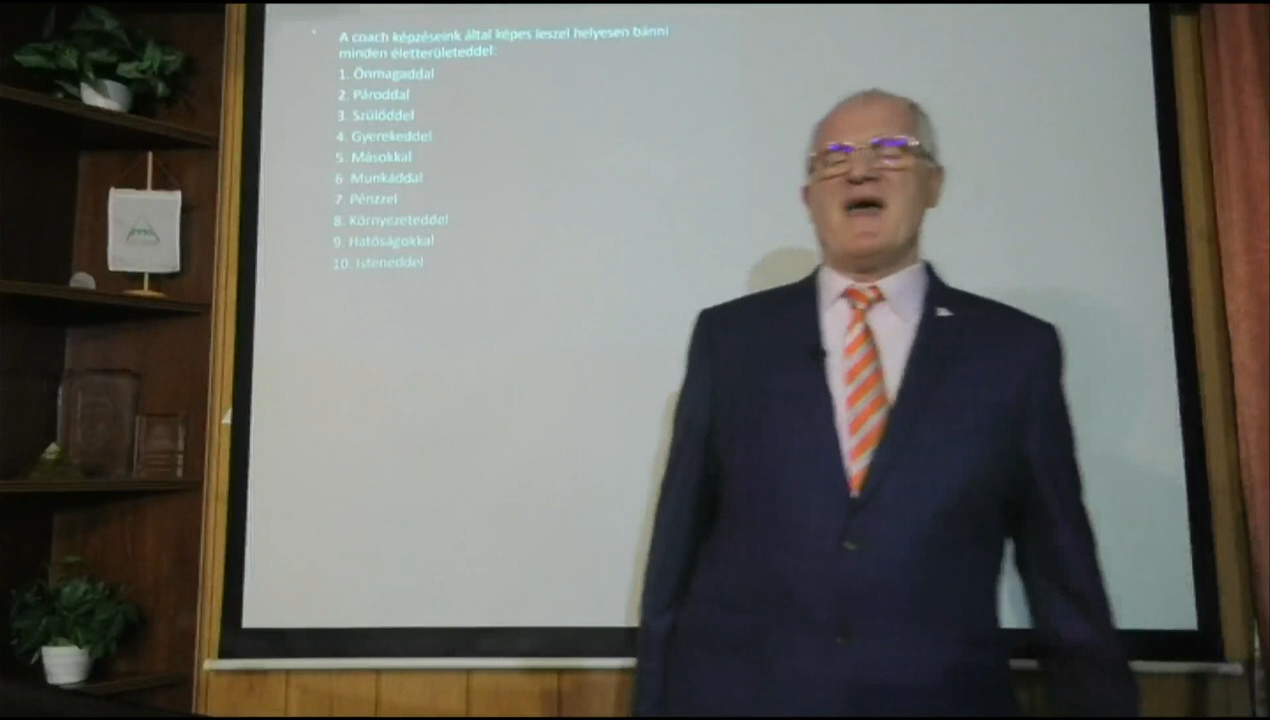 A coach képzéseink által képes leszel helyesen bánni
minden életterületeddel:
1. Önmagaddal
2. Pároddal
3. Szülőddel
4. Gyerekeddel
5. Másokkal
6. Munkáddal
7. Pénzzel
8. Környezeteddel
9. Hatóságokkal
10. Isteneddel